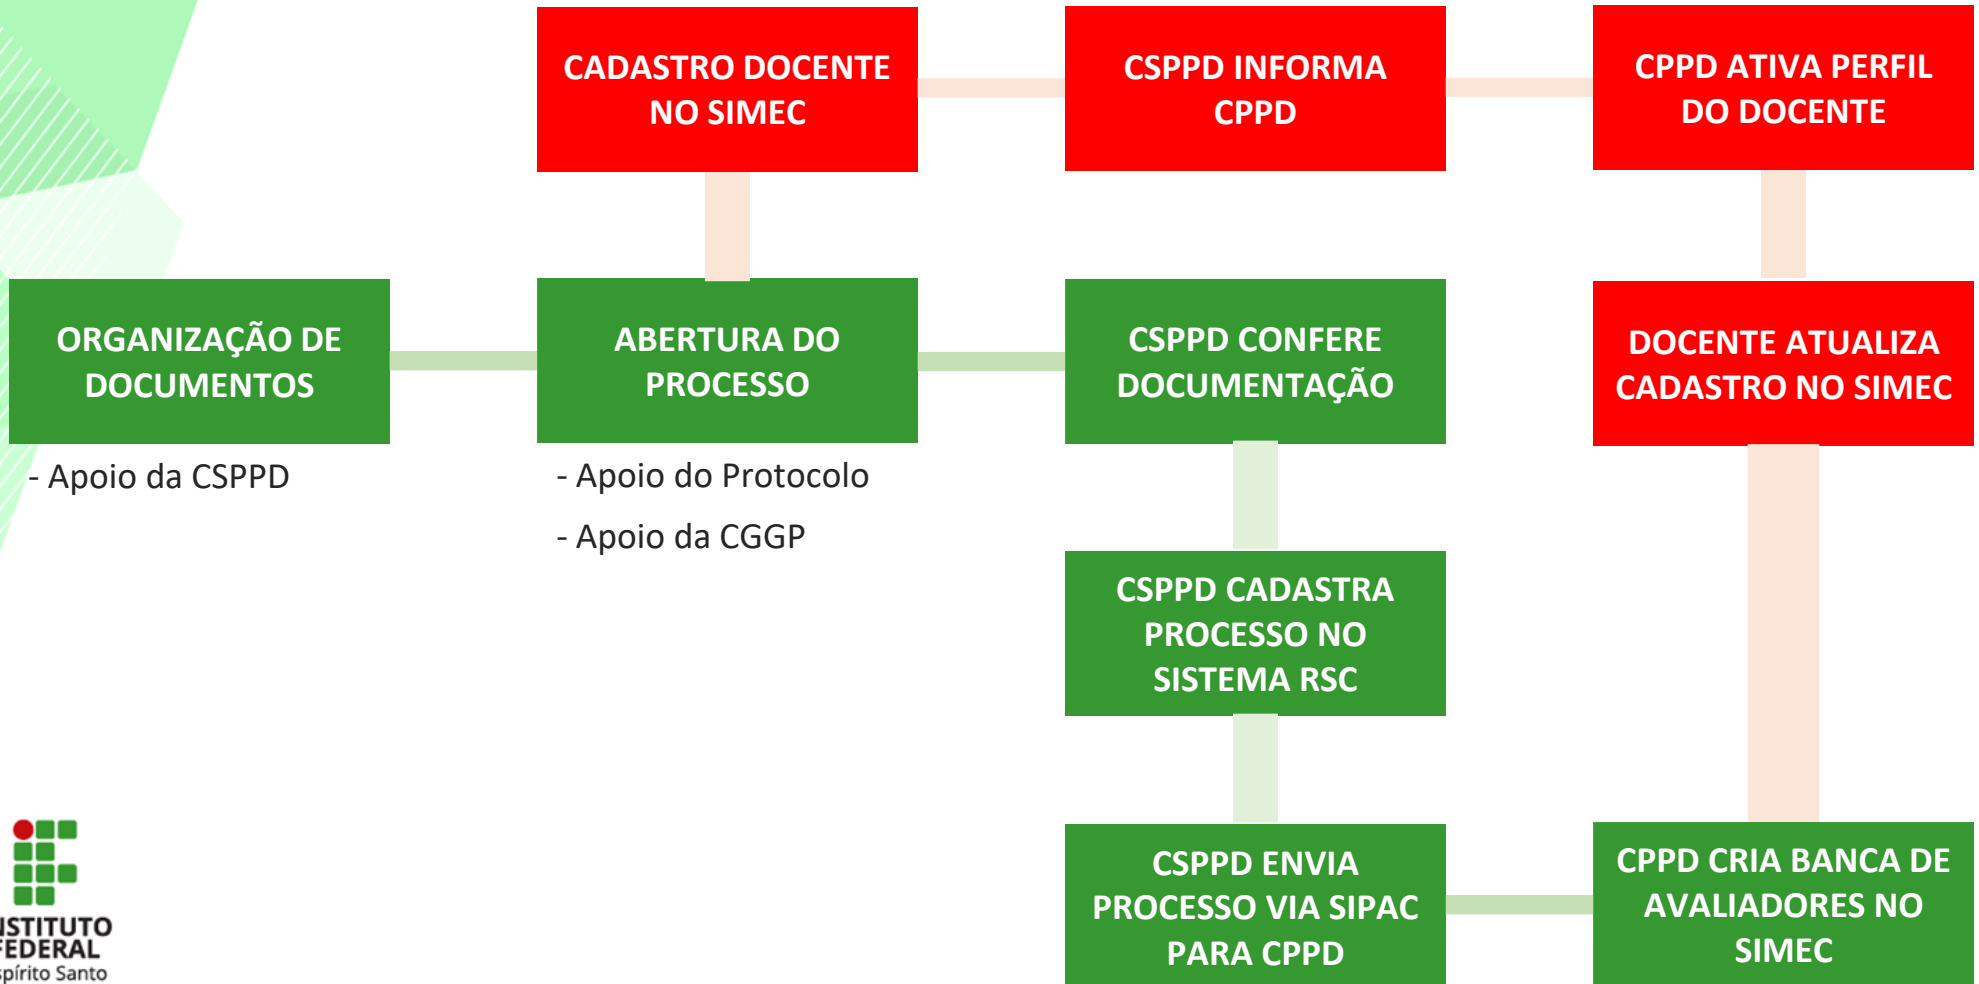 CADASTRO DOCENTE
NO SIMEC
CSPPD INFORMA
CPPD
CPPD ATIVA PERFIL
DO DOCENTE
ORGANIZAÇÃO DE
DOCUMENTOS
ABERTURA DO
PROCESSO
CSPPD CONFERE
DOCUMENTAÇÃO
DOCENTE ATUALIZA
CADASTRO NO SIMEC
- Apoio da CSPPD
- Apoio do Protocolo
- Apoio da CGGP
CSPPD CADASTRA
PROCESSO NO
SISTEMA RSC
CSPPD ENVIA
PROCESSO VIA SIPAC
PARA CPPD
CPPD CRIA BANCA DE
AVALIADORES NO
SIMEC
NSTITUTO
FEDERAL
spírito Santo